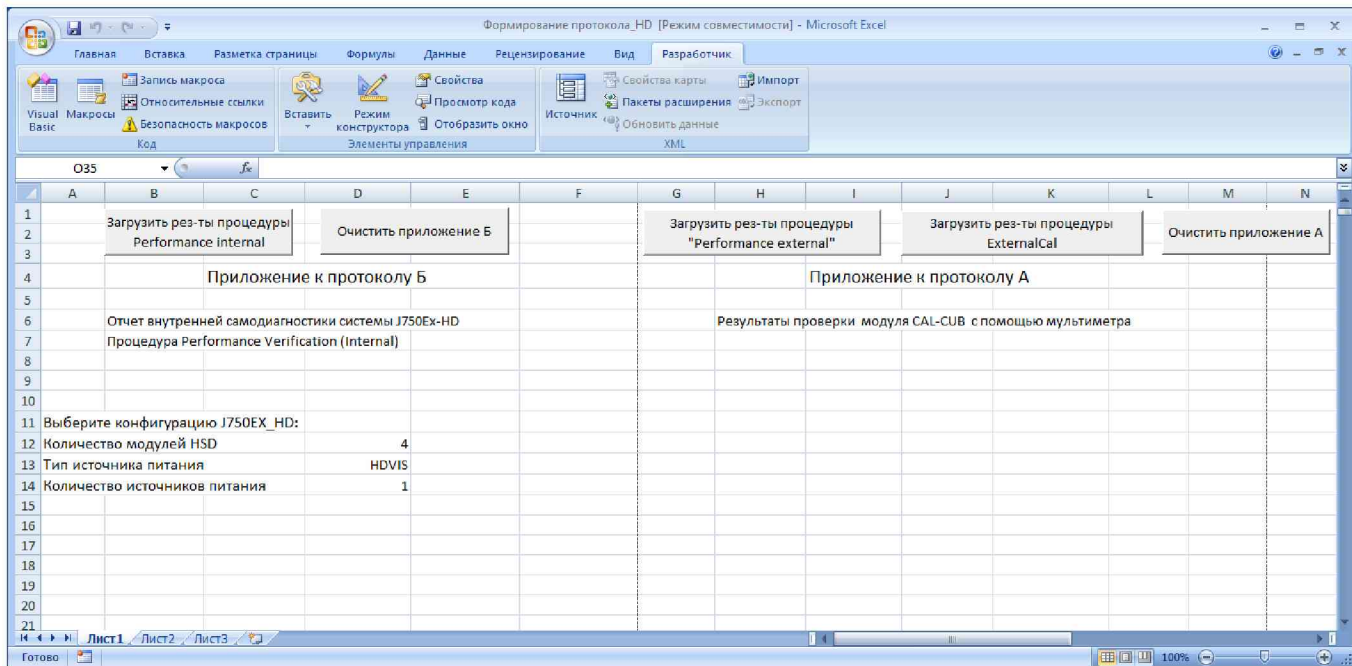 Формирование протокола_HD [Режим совместимости] - Microsoft Excel
Главная Вставка Разметка страницы Формулы Данные Рецензирование Вид Разработчик
Visual Basic
Макросы
Запись макроса
Относительные ссылки
Безопасность макросов
Код
Вставить
Режим конструктора
Свойства
Просмотр кода
Отобразить окно
Элементы управления
Источник
Свойства карты
Пакеты расширения
Обновить данные
Импорт
Экспорт
XML
O35
fx
A B C D E F G H I J K L M N
1
Загрузить рез-ты процедуры
Performance internal
Очистить приложение Б
Загрузить рез-ты процедуры
"Performance external"
Загрузить рез-ты процедуры
ExternalCal
Очистить приложение А
2
3
4 Приложение к протоколу Б Приложение к протоколу А
5
6 Отчет внутренней самодиагностики системы J750Ex-HD Результаты проверки модуля CAL-CUB с помощью мультиметра
7 Процедура Performance Verification (Internal)
8
9
10
11 Выберите конфигурацию J750EX_HD:
12 Количество модулей HSD 4
13 Тип источника питания HDVIS
14 Количество источников питания 1
15
16
17
18
19
20
21
Лист1 Лист2 Лист3
Готово 100%